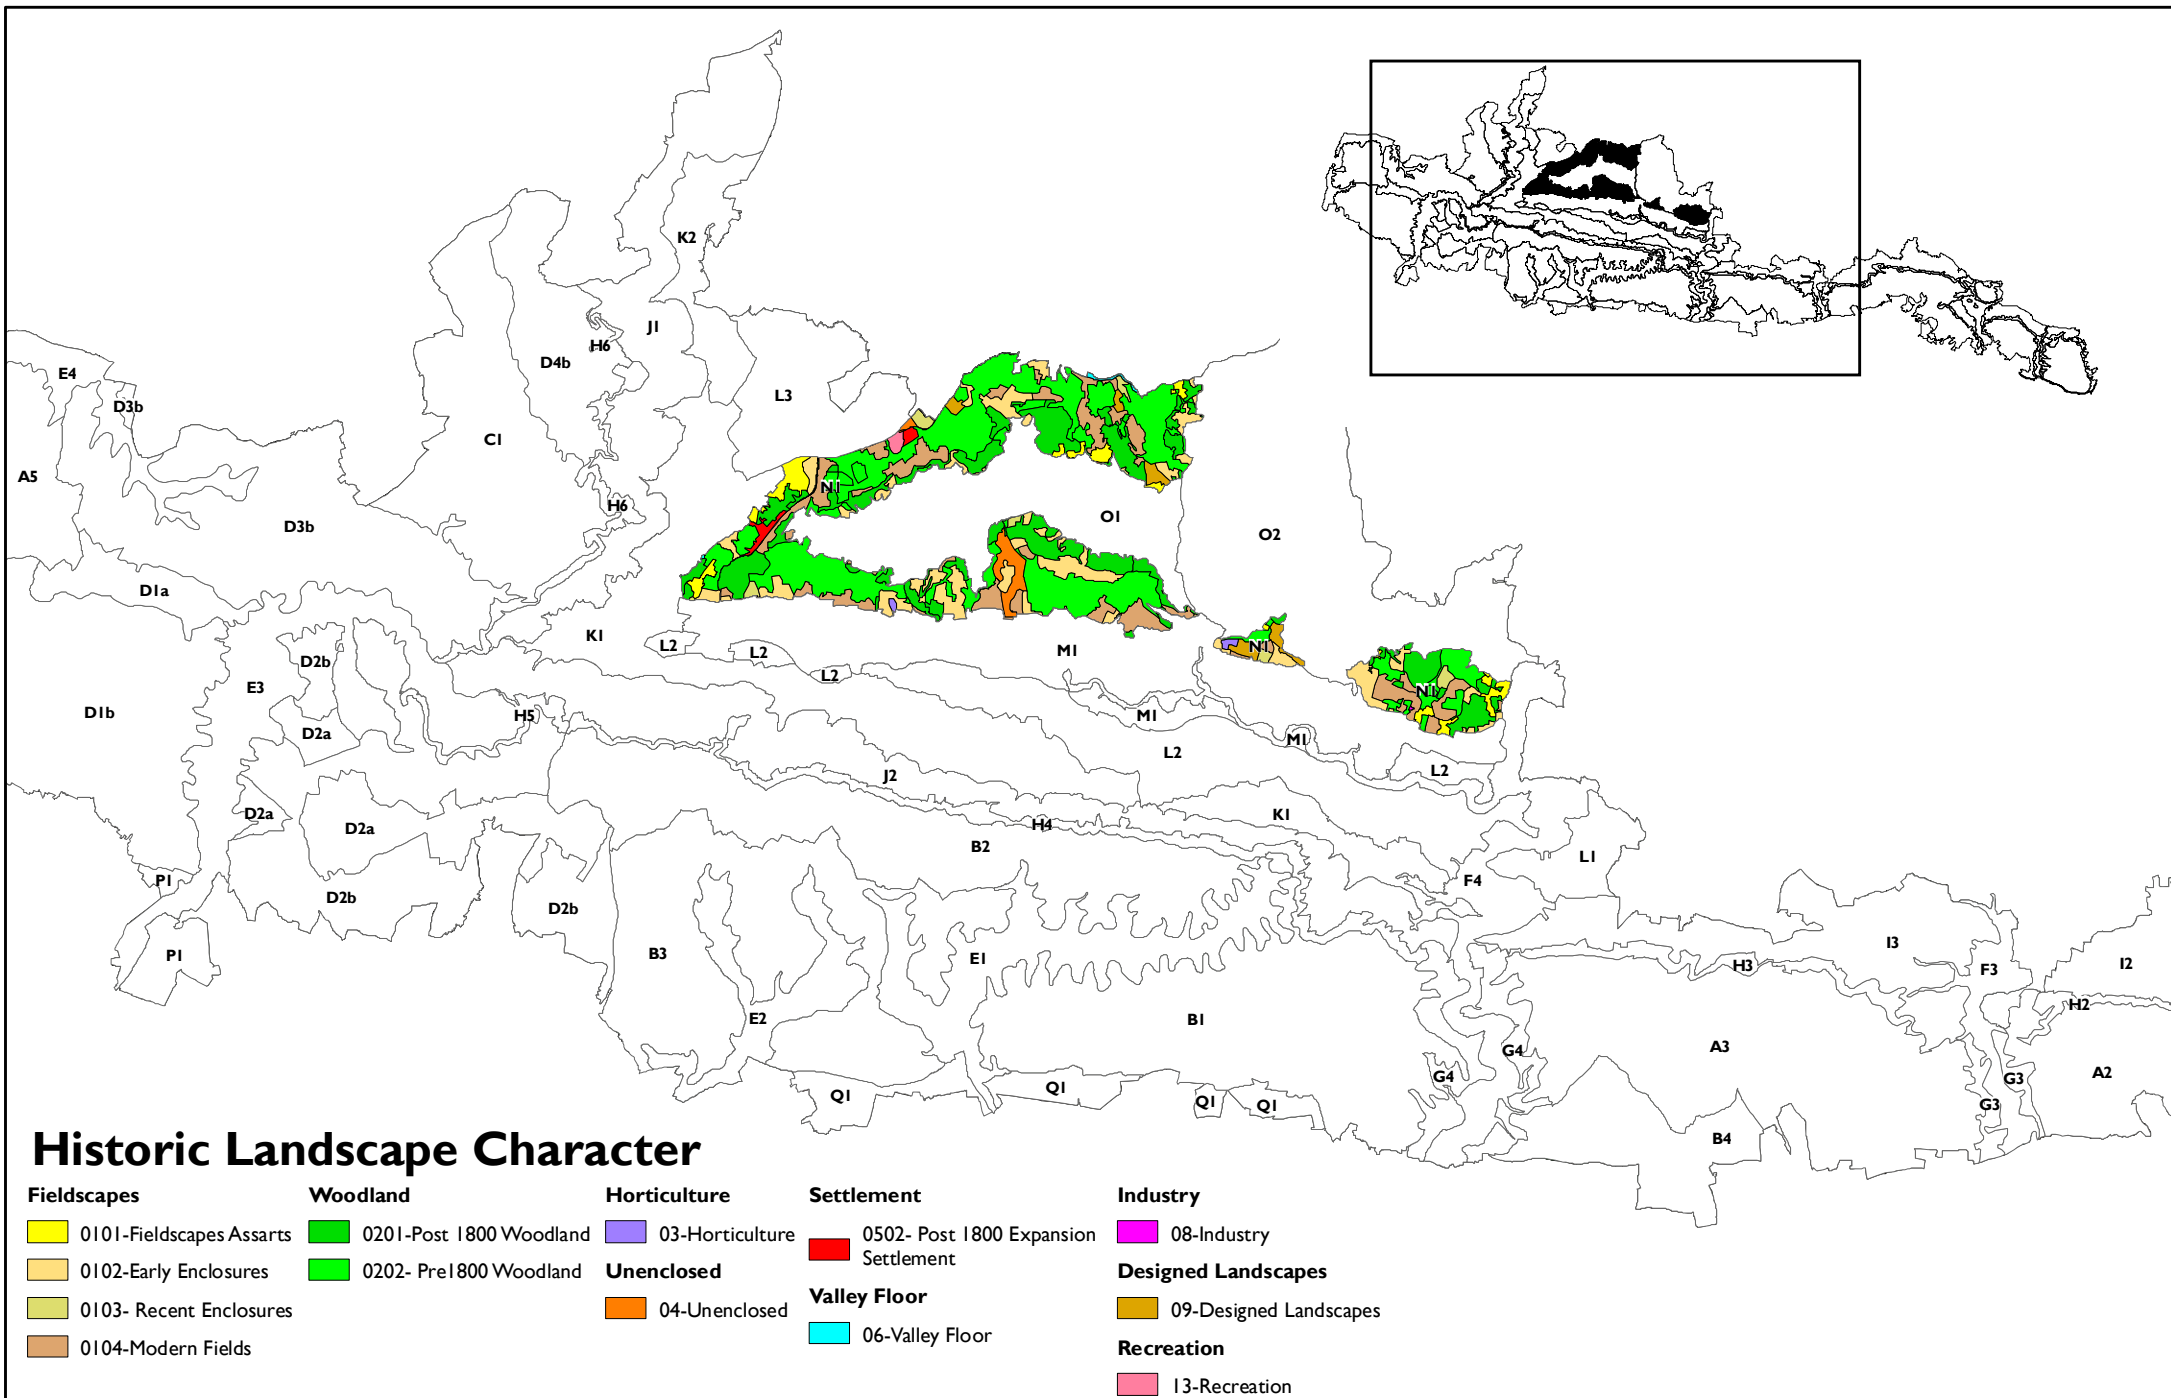 K2
J1
H6
D4b
E4
L3
D3b
C1
A5
N1
H6
D3b
O1
O2
D1a
K1
L2
L2
M1
N1
D2b
L2
E3
N1
D1b
H5
M1
D2a
M1
L2
L2
J2
D2a
K1
H4
D2a
B2
L1
P1
F4
D2b
D2b
I3
B3
P1
E1
H3
F3
I2
H2
E2
B1
A3
G4
A2
G4
G3
Q1
Q1
Q1
Q1
G3
B4
Historic Landscape Character
Fieldscapes
0101-Fieldscapes Assarts
0102-Early Enclosures
0103- Recent Enclosures
0104-Modern Fields
Woodland
0201-Post 1800 Woodland
0202- Pre1800 Woodland
Horticulture
03-Horticulture
Unenclosed
04-Unenclosed
Settlement
0502- Post 1800 Expansion
Settlement
Valley Floor
06-Valley Floor
Industry
08-Industry
Designed Landscapes
09-Designed Landscapes
Recreation
13-Recreation